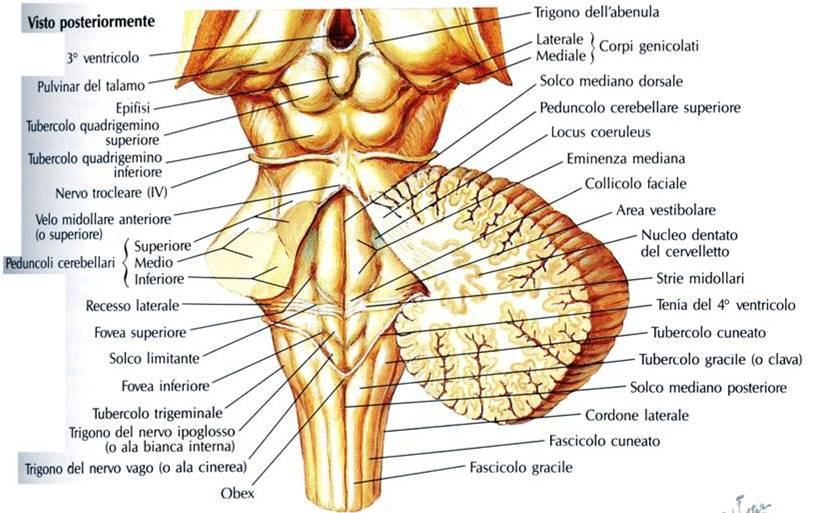 Visto posteriormente
3° ventricolo
Pulvinar del talamo
Epifisi
Tubercolo quadrigemino
superiore
Tubercolo quadrigemino
inferiore
Nervo trocleare (IV)
Velo midollare anteriore
(o superiore)
Peduncoli cerebellari
Superiore
Medio
Inferiore
Recesso laterale
Fovea superiore
Solco limitante
Fovea inferiore
Tubercolo trigeminale
Trigono del nervo ipoglosso
(o ala bianca interna)
Trigono del nervo vago (o ala cinerea)
Obex
Trigono dell'abenula
Laterale
Mediale
Corpi genicolati
Solco mediano dorsale
Peduncolo cerebellare superiore
Locus coeruleus
Eminenza mediana
Collicolo faciale
Area vestibolare
Nucleo dentato
del cervelletto
Strie midollari
Tenia del 4° ventricolo
Tubercolo cuneato
Tubercolo gracile (o clava)
Solco mediano posteriore
Cordone laterale
Fascicolo cuneato
Fascicolo gracile